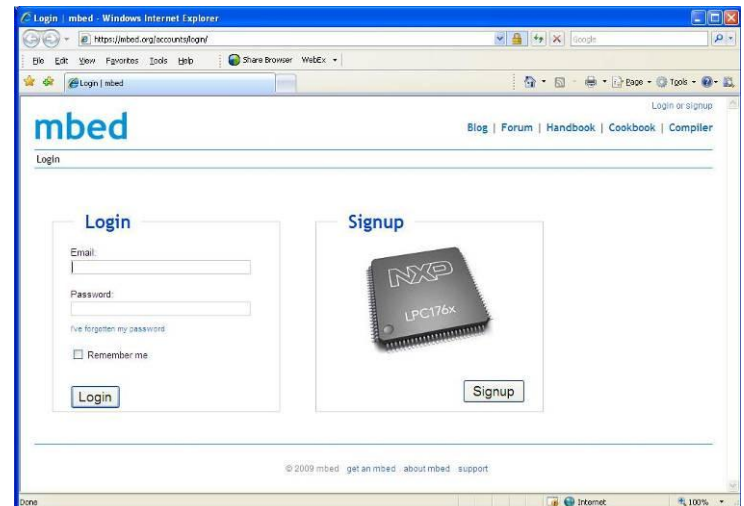 Login | mbed - Windows Internet Explorer
https://mbed.org/accounts/login/
Google
File Edit View Favorites Tools Help Share Browser WebEx
Login | mbed
Page Tools
Login or signup
mbed
Blog | Forum | Handbook | Cookbook | Compiler
Login
Login
Email:
Password:
I've forgotten my password
Remember me
Login
Signup
NXP
LPC176x
Signup
© 2009 mbed get an mbed about mbed support
Done
Internet
100%